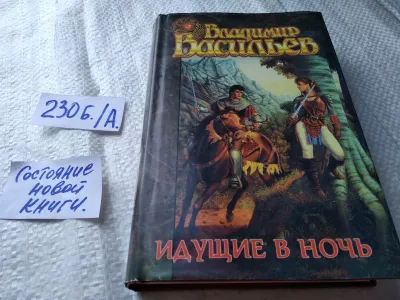 Владимир
Васильев
230б./А.
Состояние
новой
книги.
ИДУЩИЕ В НОЧЬ